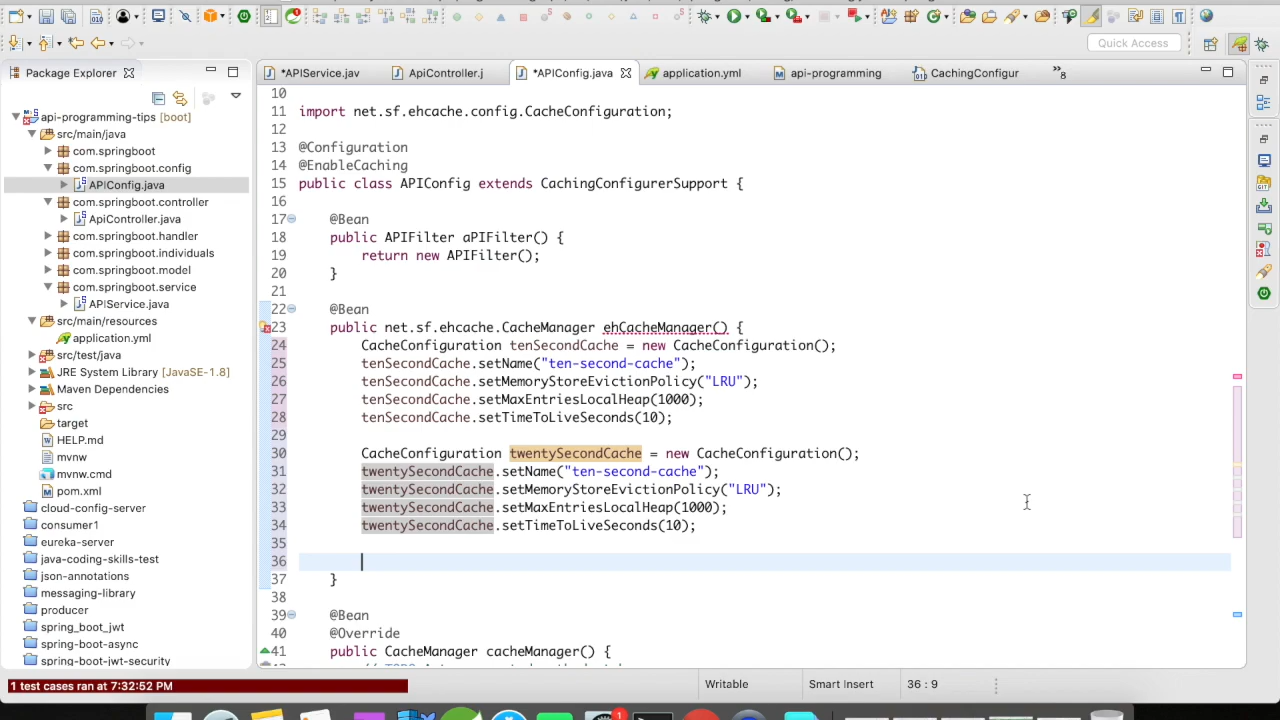 Quick Access
Package Explorer
*APIService.jav
ApiController.j
*APIConfig.java
application.yml
api-programming
CachingConfigur
»8
api-programming-tips [boot]
src/main/java
com.springboot
com.springboot.config
APIConfig.java
com.springboot.controller
ApiController.java
com.springboot.handler
com.springboot.individuals
com.springboot.model
com.springboot.service
APIService.java
src/main/resources
application.yml
src/test/java
JRE System Library [JavaSE-1.8]
Maven Dependencies
src
target
HELP.md
mvnw
mvnw.cmd
pom.xml
cloud-config-server
consumer1
eureka-server
java-coding-skills-test
json-annotations
messaging-library
producer
spring_boot_jwt
spring-boot-async
spring-boot-jwt-security
10
11 import net.sf.ehcache.config.CacheConfiguration;
12
13 @Configuration
14 @EnableCaching
15 public class APIConfig extends CachingConfigurerSupport {
16
17 @Bean
18 public APIFilter aPIFilter() {
19 return new APIFilter();
20 }
21
22 @Bean
23 public net.sf.ehcache.CacheManager ehCacheManager() {
24 CacheConfiguration tenSecondCache = new CacheConfiguration();
25 tenSecondCache.setName("ten-second-cache");
26 tenSecondCache.setMemoryStoreEvictionPolicy("LRU");
27 tenSecondCache.setMaxEntriesLocalHeap(1000);
28 tenSecondCache.setTimeToLiveSeconds(10);
29
30 CacheConfiguration twentySecondCache = new CacheConfiguration();
31 twentySecondCache.setName("ten-second-cache");
32 twentySecondCache.setMemoryStoreEvictionPolicy("LRU");
33 twentySecondCache.setMaxEntriesLocalHeap(1000);
34 twentySecondCache.setTimeToLiveSeconds(10);
35
36
37 }
38
39 @Bean
40 @Override
41 public CacheManager cacheManager() {
1 test cases ran at 7:32:52 PM
Writable
Smart Insert
36 : 9
1